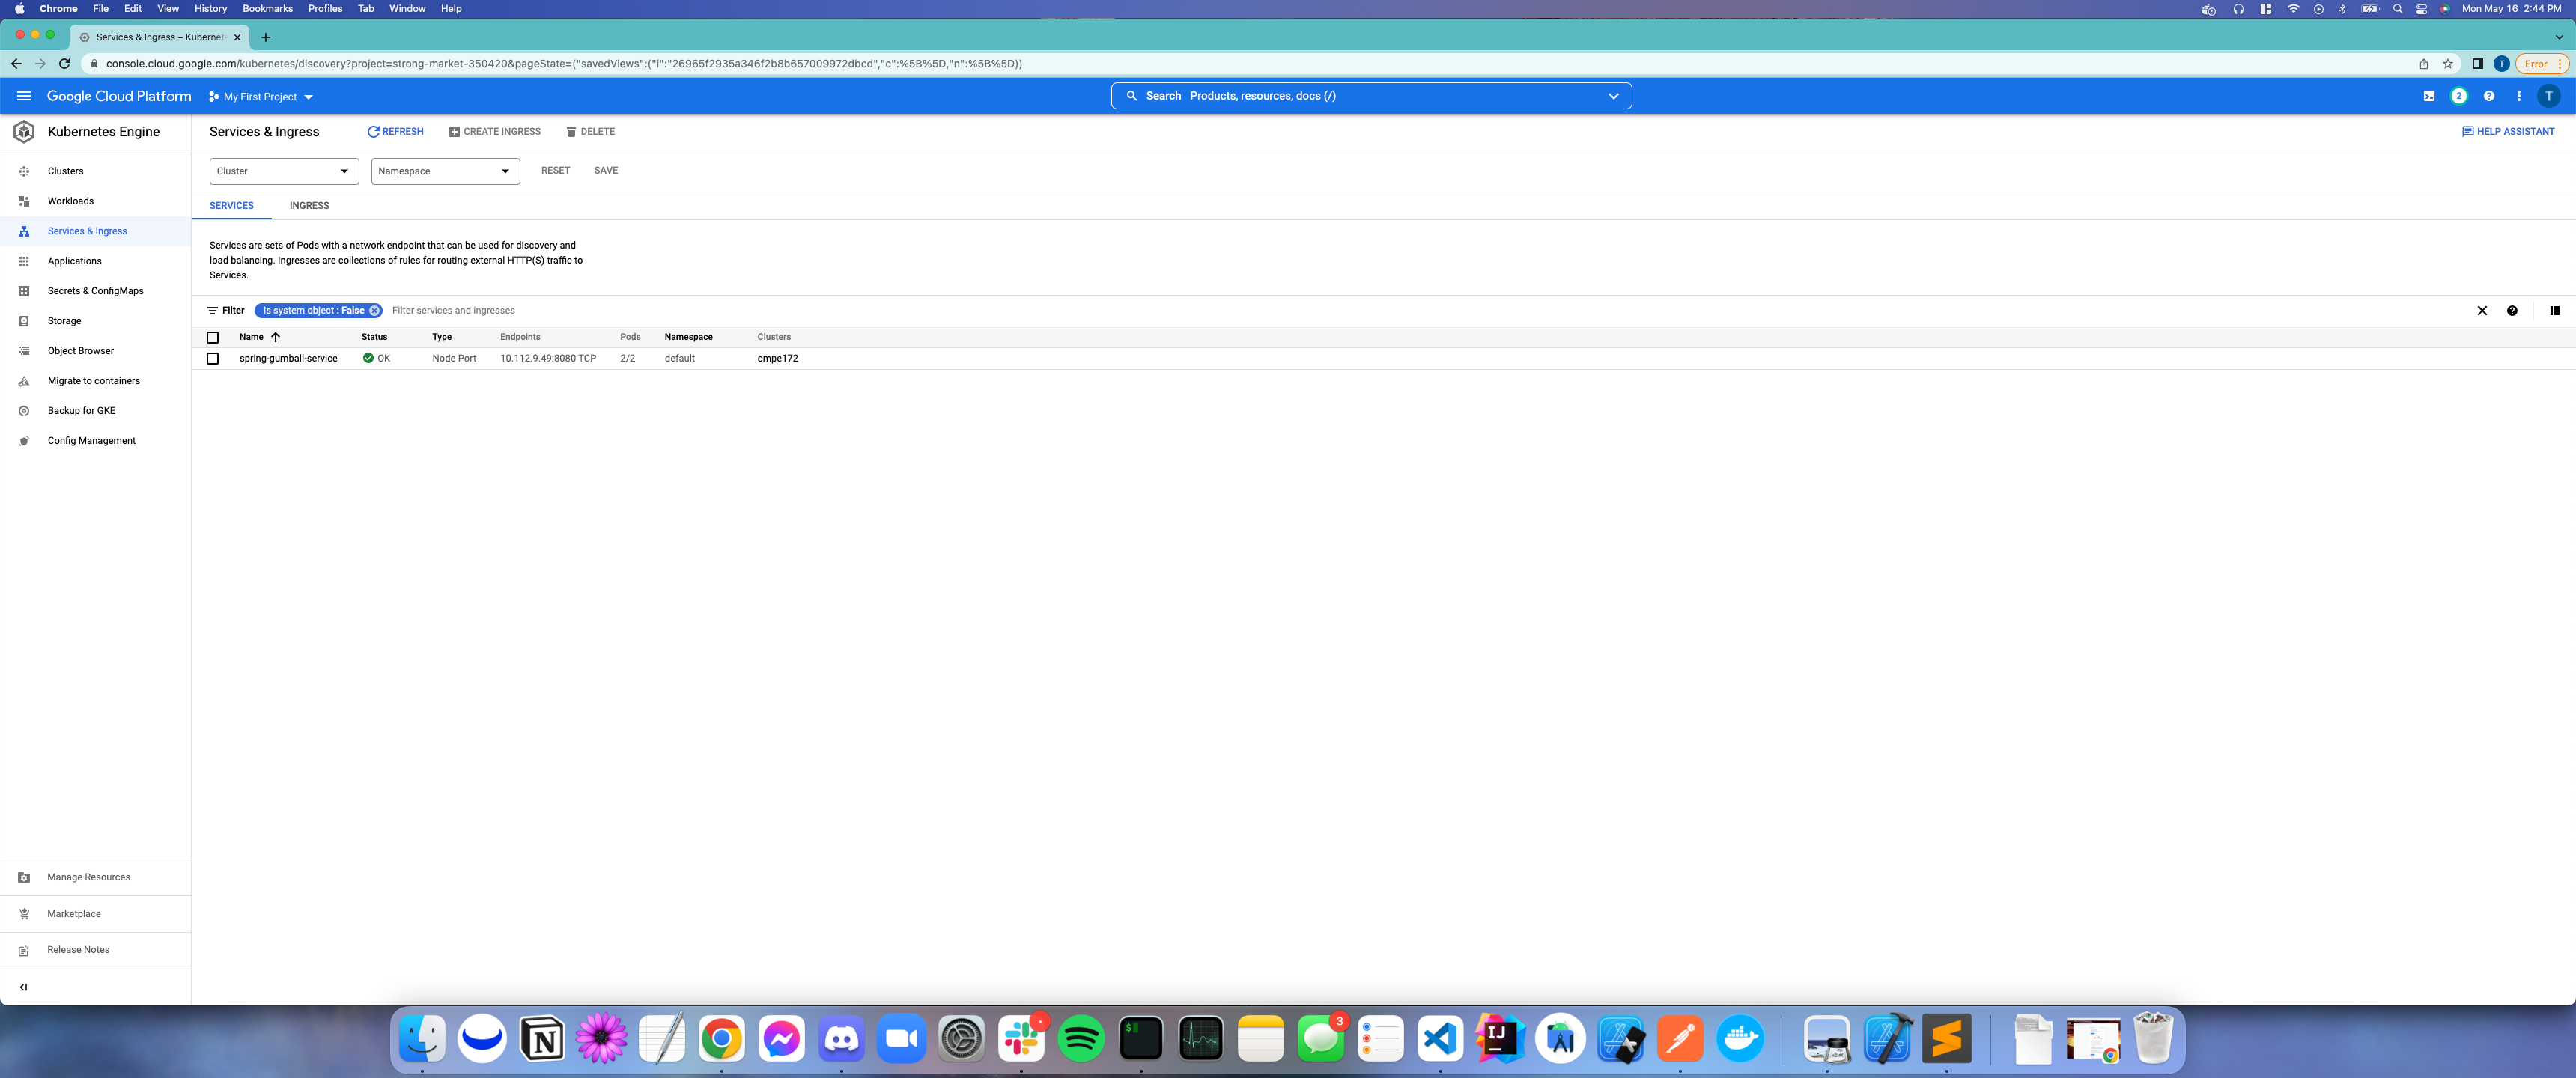 Chrome File Edit View History Bookmarks Profiles Tab Window Help Mon May 16 2:44 PM
Services & Ingress – Kubernet
console.cloud.google.com/kubernetes/discovery?project=strong-market-350420&pageState=("savedViews":("i":"26965f2935a346f2b8b657009972dbcd","c":%5B%5D,"n":%5B%5D)) T Error
Google Cloud Platform My First Project Search Products, resources, docs (/) 2 T
Kubernetes Engine Services & Ingress REFRESH CREATE INGRESS DELETE HELP ASSISTANT
Clusters
Workloads
Services & Ingress
Applications
Secrets & ConfigMaps
Storage
Object Browser
Migrate to containers
Backup for GKE
Config Management
Manage Resources
Marketplace
Release Notes
Cluster Namespace RESET SAVE
SERVICES INGRESS
Services are sets of Pods with a network endpoint that can be used for discovery and
load balancing. Ingresses are collections of rules for routing external HTTP(S) traffic to
Services.
Filter Is system object : False Filter services and ingresses
Name Status Type Endpoints Pods Namespace Clusters
spring-gumball-service OK Node Port 10.112.9.49:8080 TCP 2/2 default cmpe172
$ 3 IJ